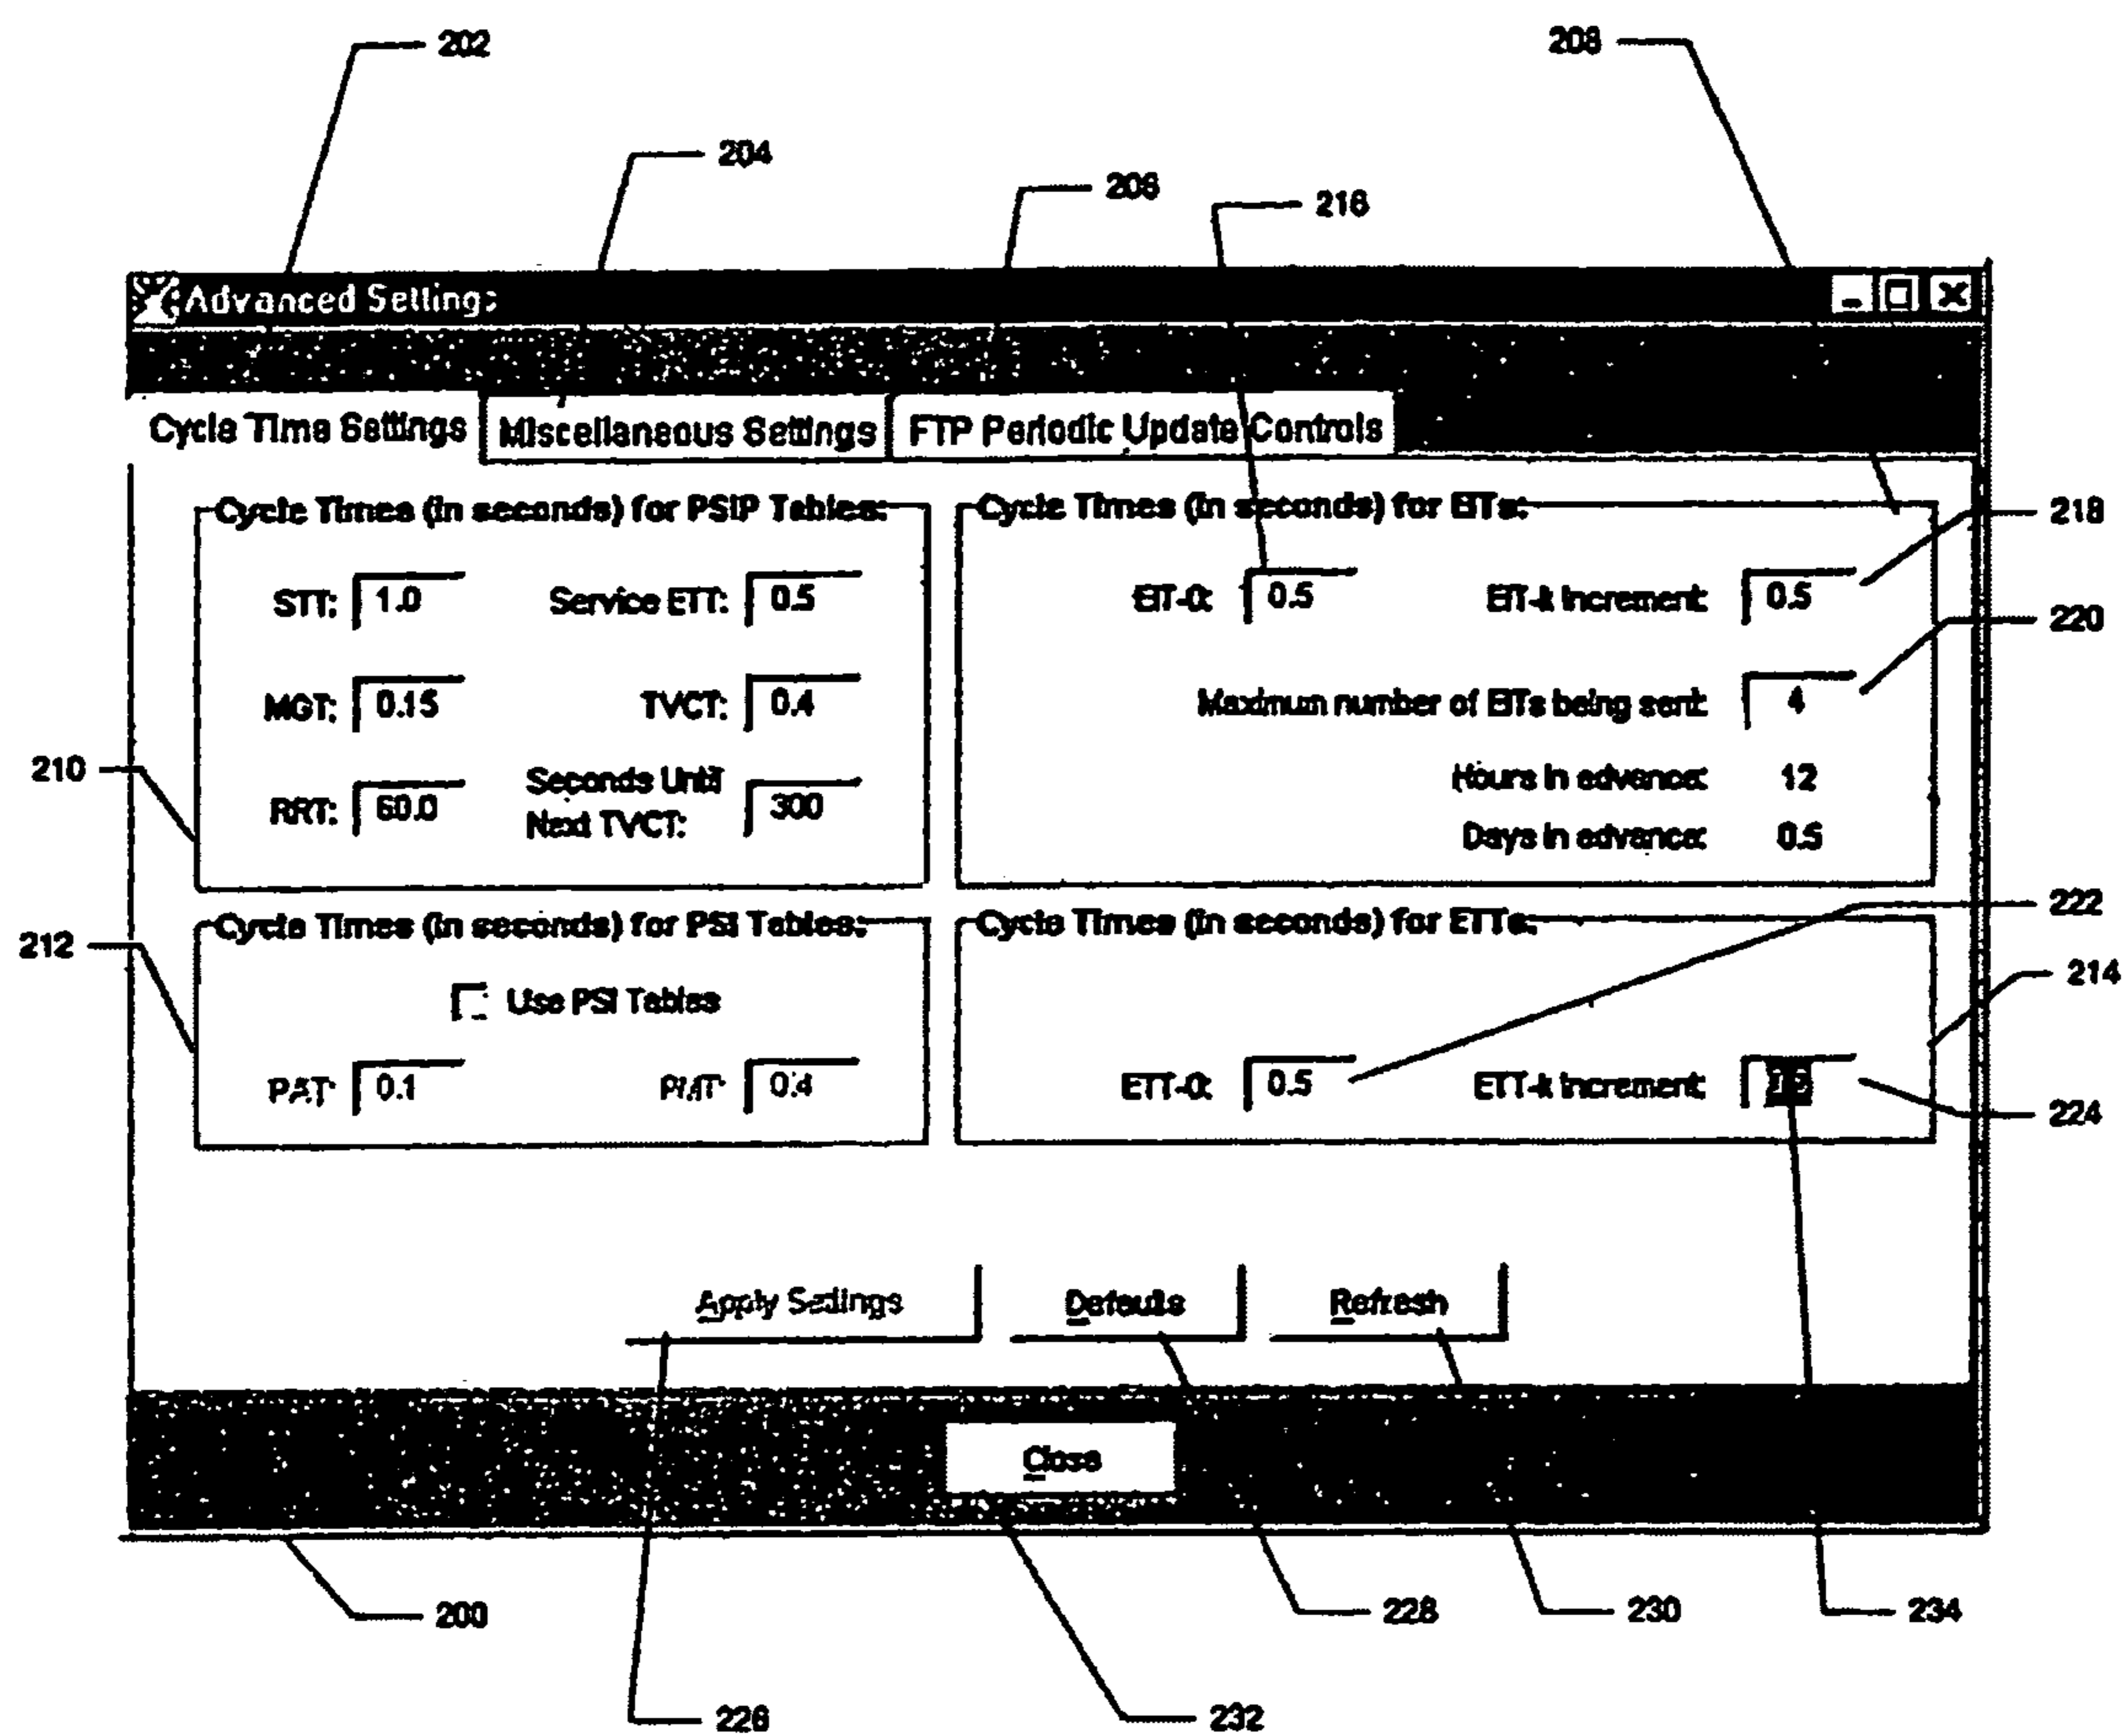 202
208
204
206
216
Advanced Settings
Cycle Time Settings
Miscellaneous Settings
FTP Periodic Update Controls
Cycle Times (in seconds) for PSIP Tables:
Cycle Times (in seconds) for EITs:
218
STT: 1.0
Service ETT: 0.5
EIT-0: 0.5
EIT-k Increment: 0.5
220
MGT: 0.15
TVCT: 0.4
Maximum number of EITs being sent: 4
210
RRT: 60.0
Seconds Until
Next TVCT: 300
Hours in advance: 12
Days in advance: 0.5
222
212
Cycle Times (in seconds) for PSI Tables:
Cycle Times (in seconds) for ETTs:
214
Use PSI Tables
PAT: 0.1
PMT: 0.4
ETT-0: 0.5
ETT-k Increment:
224
Apply Settings
Defaults
Refresh
Close
200
228
230
234
226
232